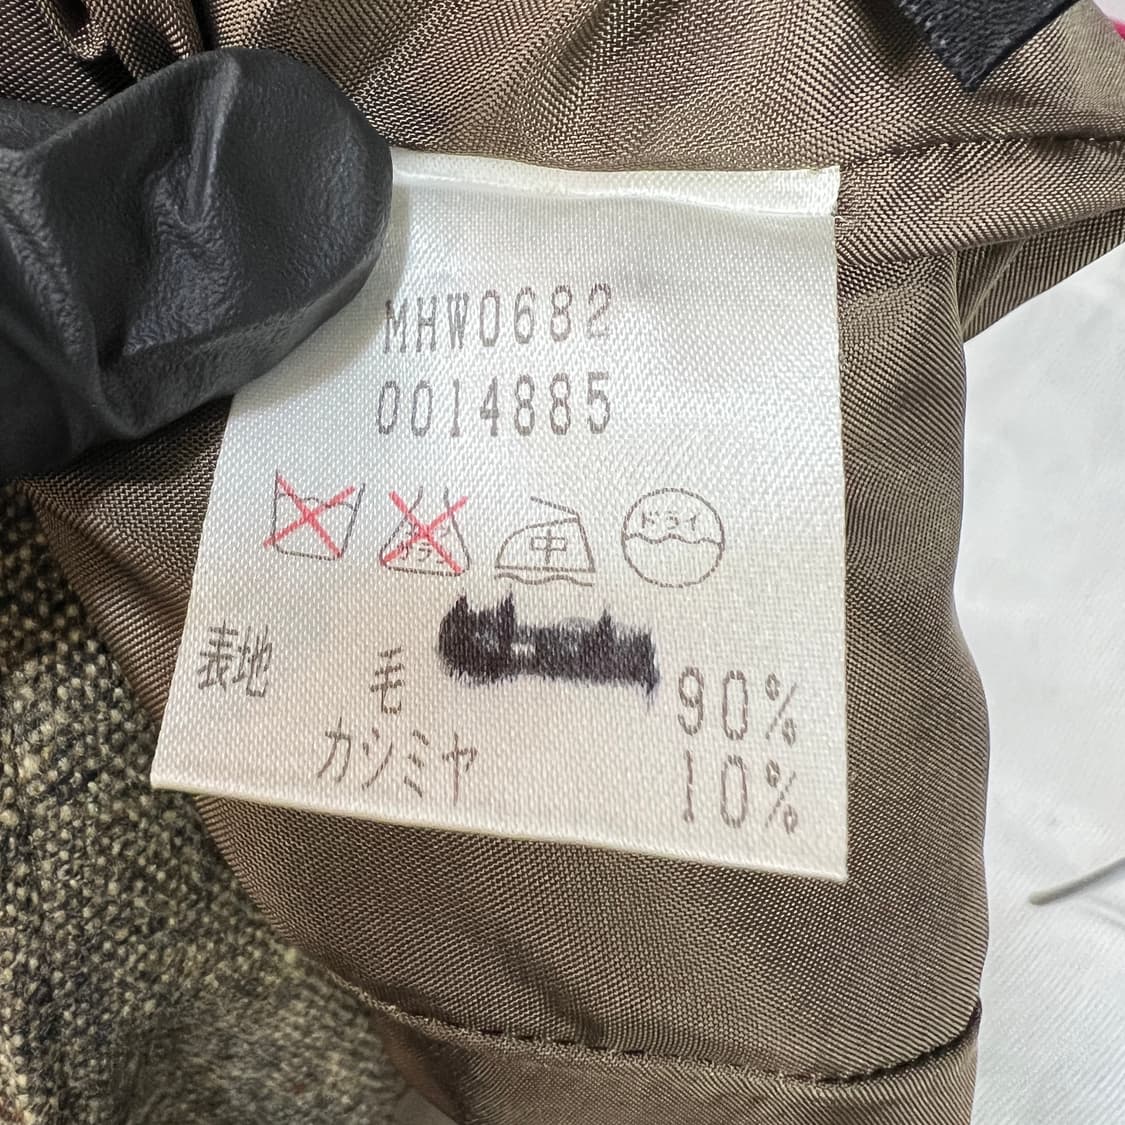 MHW0682
0014885
中 ドライ
表地 毛 90%
カシミヤ 10%